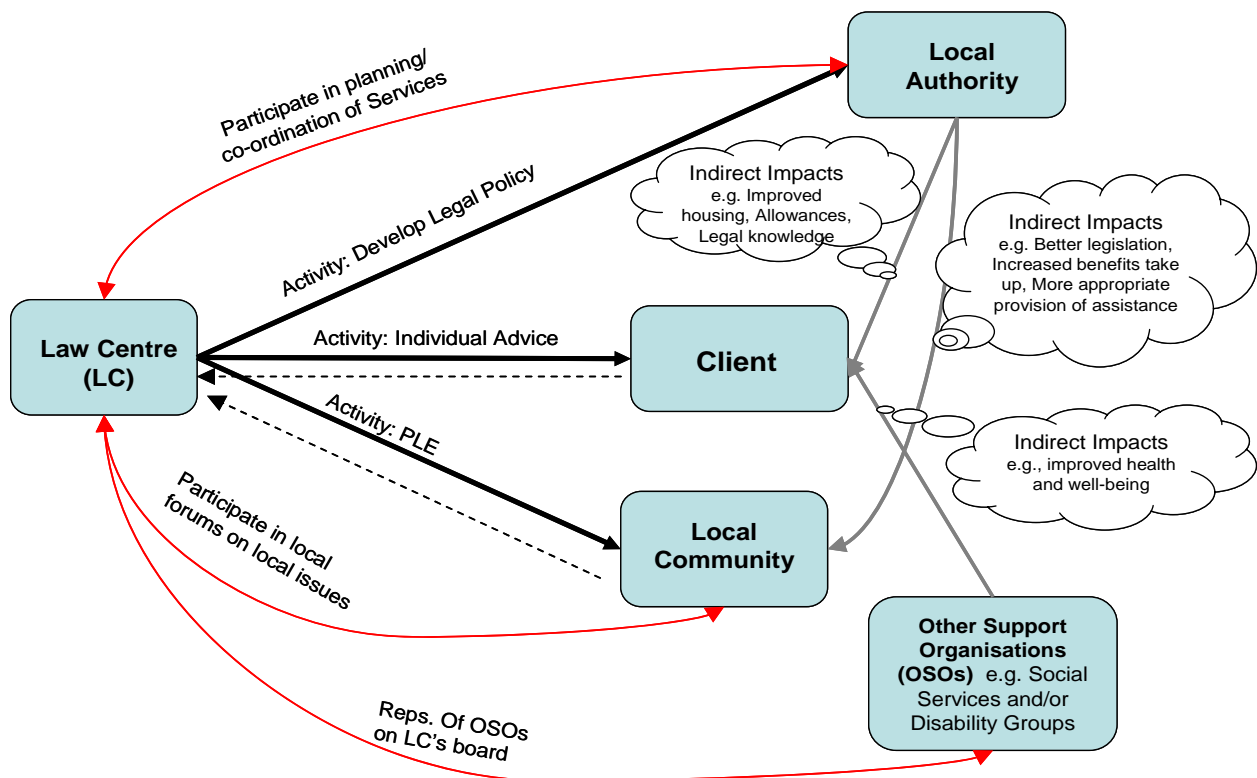 Local
Authority
Participate in planning/
co-ordination of Services
Indirect Impacts
e.g. Improved
housing, Allowances,
Legal knowledge
Indirect Impacts
e.g. Better legislation,
Increased benefits take
up, More appropriate
provision of assistance
Activity: Develop Legal Policy
Law Centre
(LC)
Activity: Individual Advice
Client
Activity: PLE
Indirect Impacts
e.g., improved health
and well-being
Participate in local
forums on local issues
Local
Community
Other Support
Organisations
(OSOs) e.g. Social
Services and/or
Disability Groups
Reps. Of OSOs
on LC's board